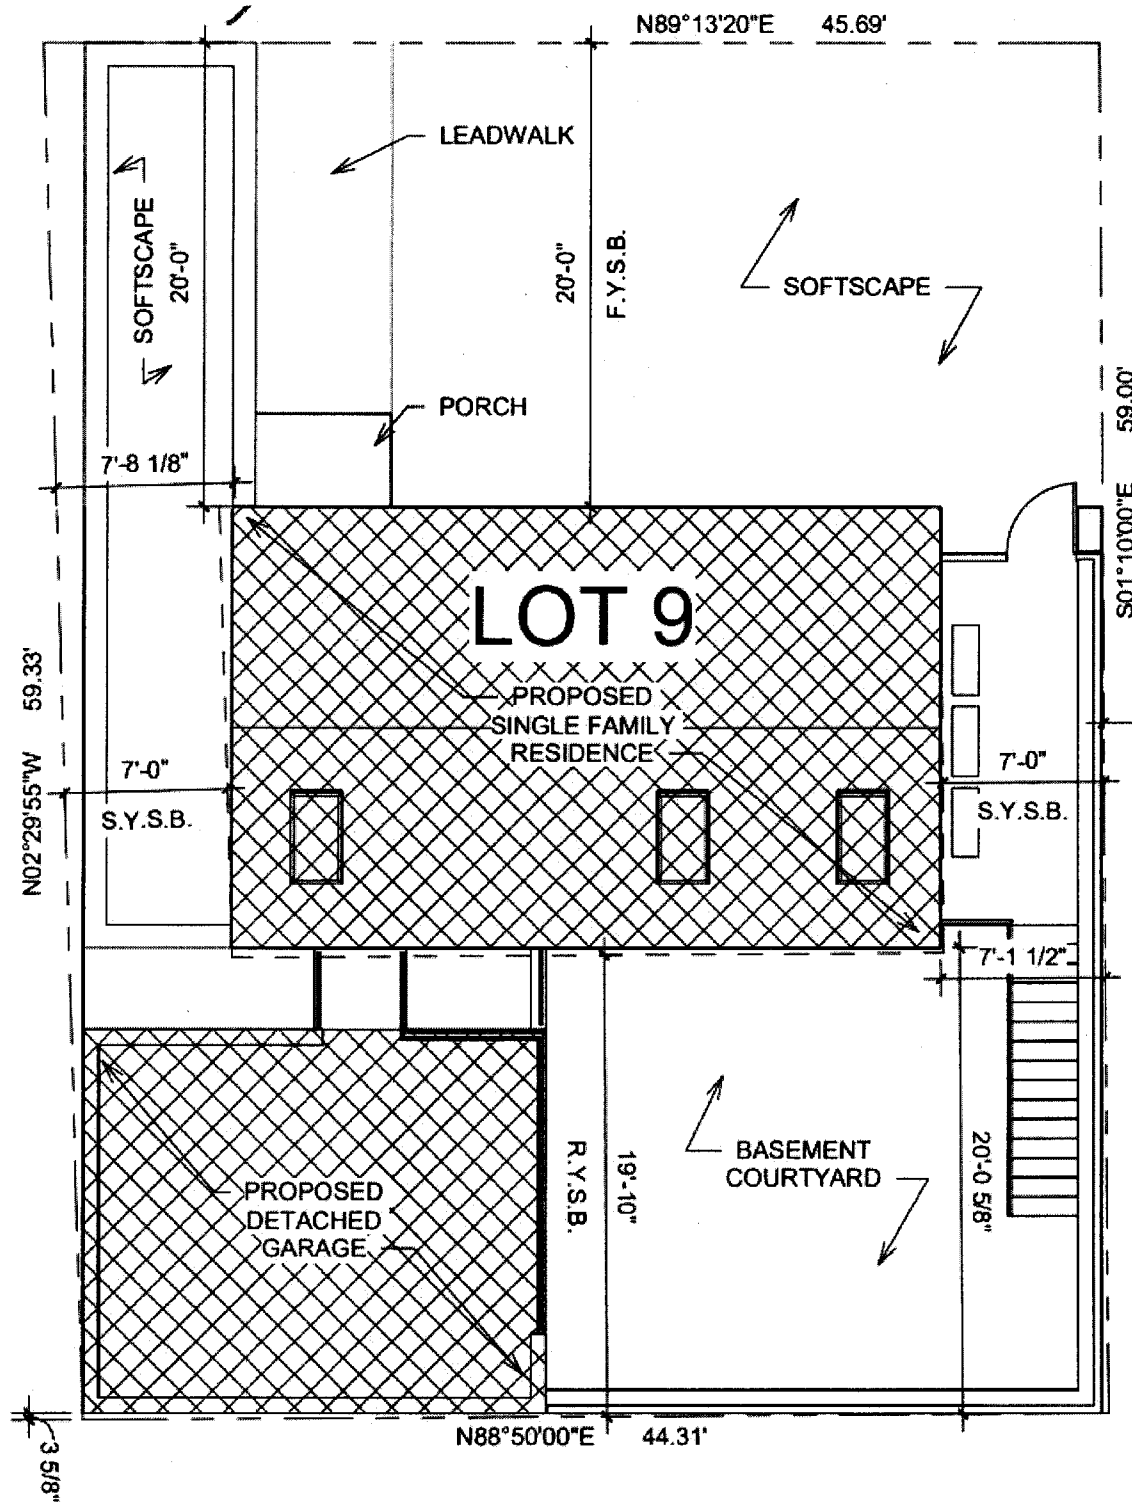 N89°13'20"E 45.69'
LEADWALK
SOFTSCAPE
20'-0"
20'-0"
F.Y.S.B.
SOFTSCAPE
PORCH
7'-8 1/8"
S01°10'00"E 59.00'
LOT 9
PROPOSED
SINGLE FAMILY
RESIDENCE
N02°29'55"W 59.33'
7'-0"
S.Y.S.B.
7'-0"
S.Y.S.B.
7'-1 1/2"
R.Y.S.B.
19'-10"
BASEMENT
COURTYARD
20'-0 5/8"
PROPOSED
DETACHED
GARAGE
N88°50'00"E 44.31'
3 5/8"